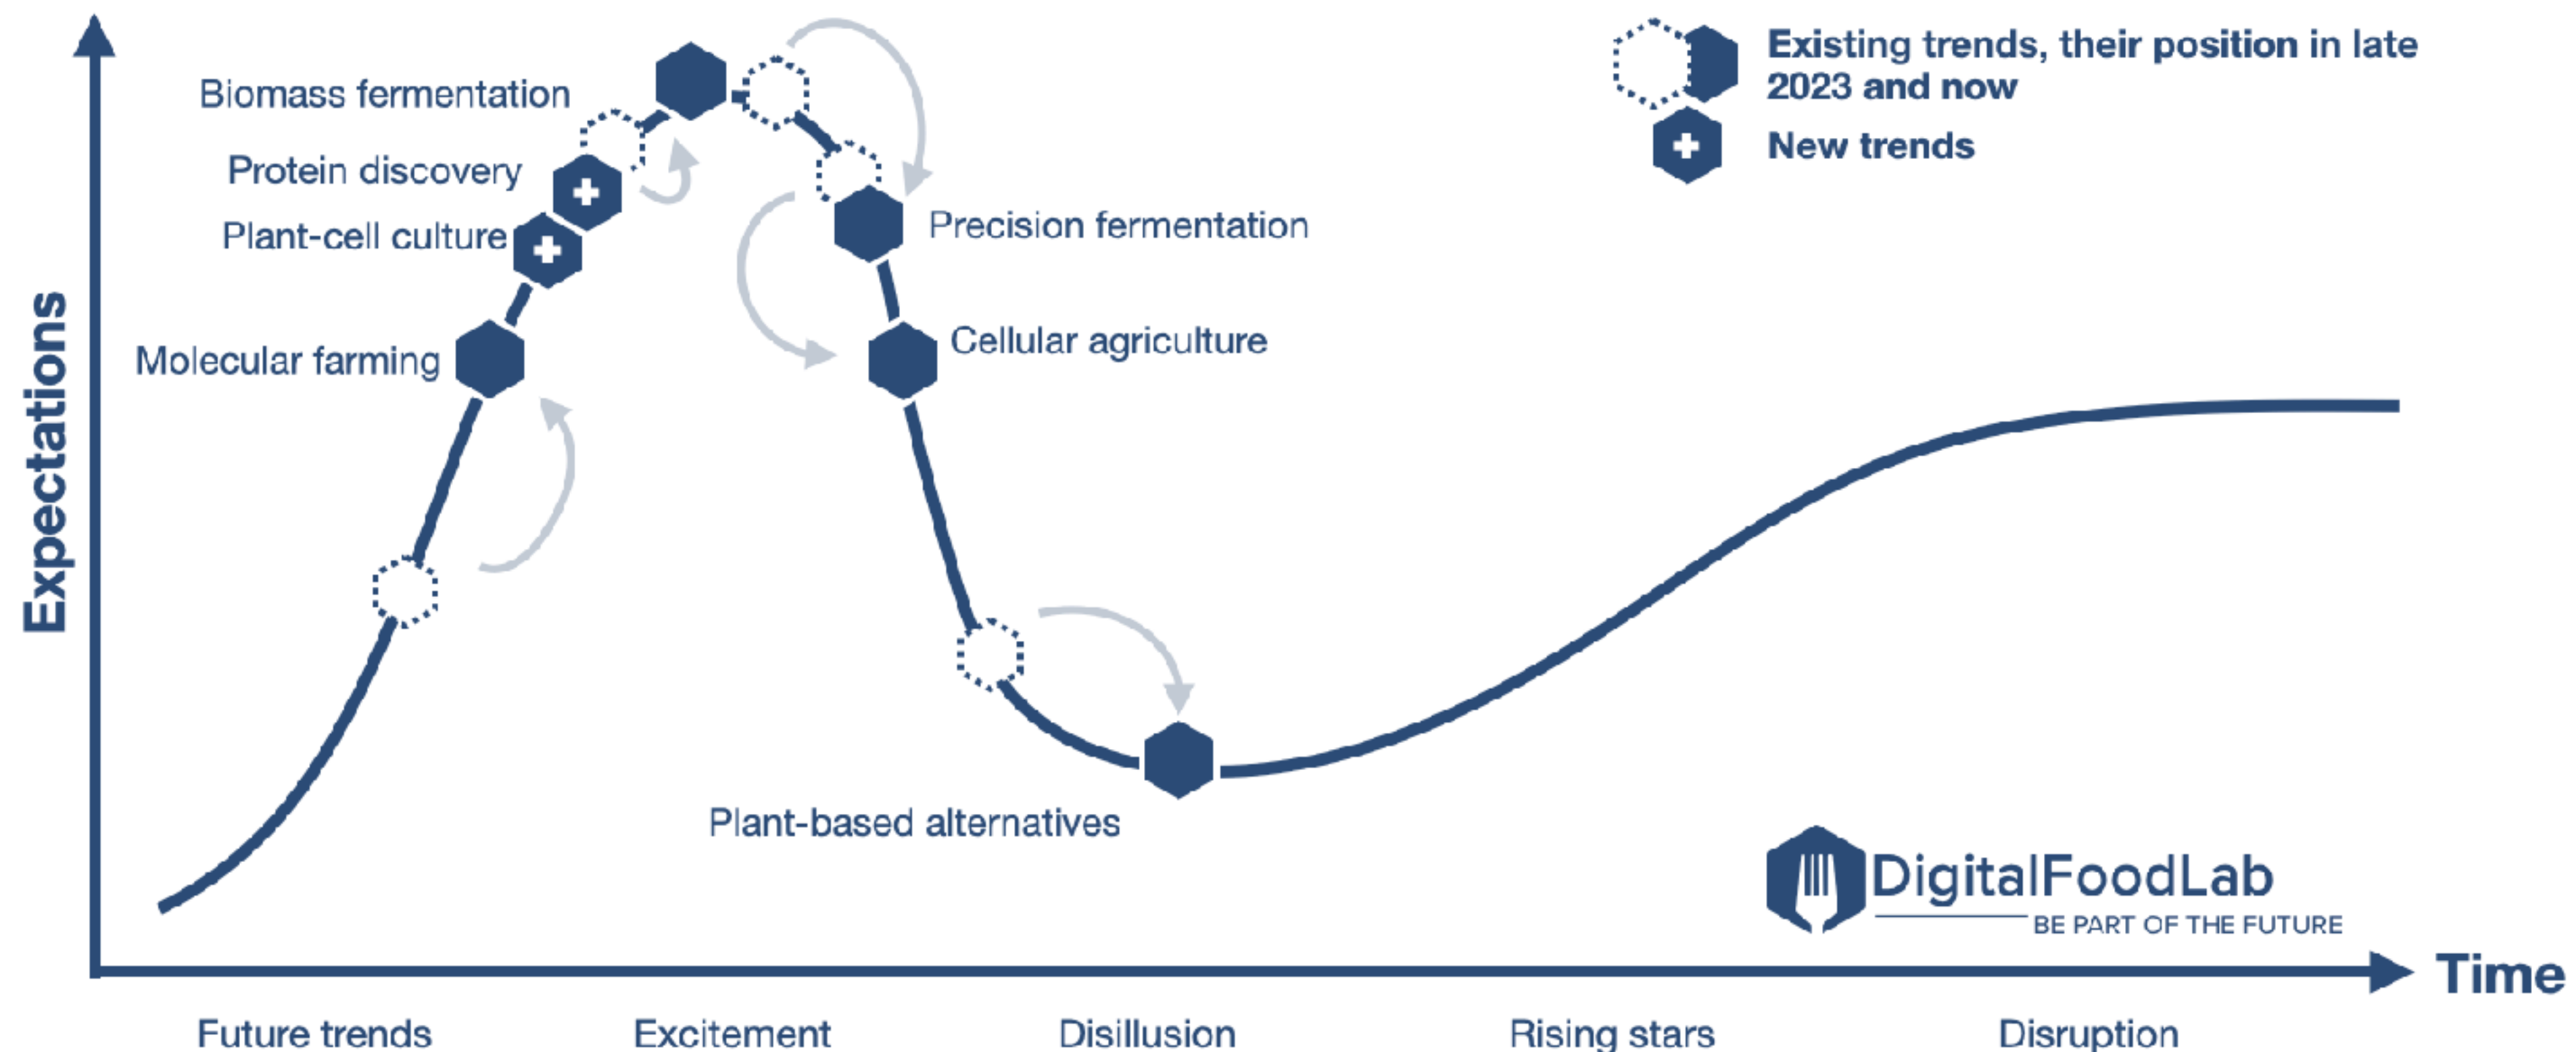 Existing trends, their position in late
2023 and now
New trends
Biomass fermentation
Protein discovery
Plant-cell culture
Molecular farming
Precision fermentation
Cellular agriculture
Plant-based alternatives
Expectations
DigitalFoodLab
BE PART OF THE FUTURE
Time
Future trends
Excitement
Disillusion
Rising stars
Disruption